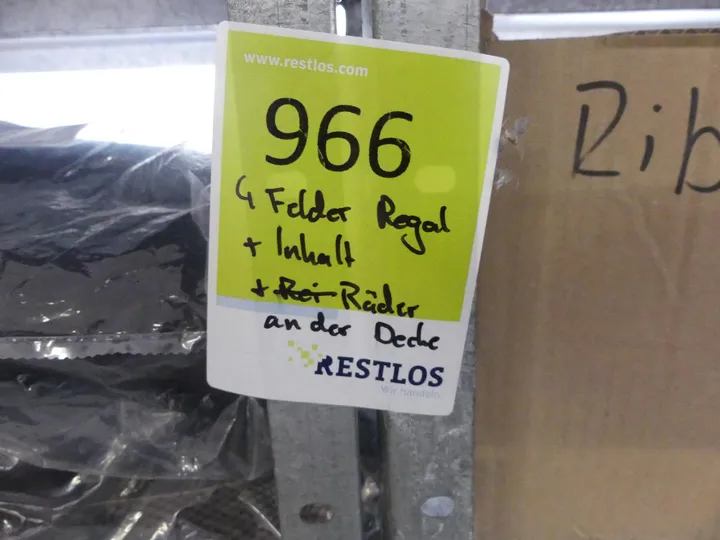 www.restlos.com
966
4 Felder Regal
+ Inhalt
+ Rei Räder
an der Decke
RESTLOS
Wir handeln.
Rib